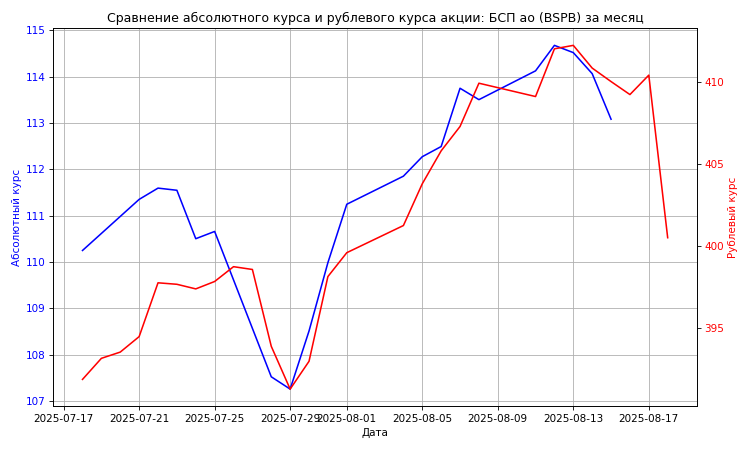 Сравнение абсолютного курса и рублевого курса акции: БСП ао (BSPB) за месяц
115
114
113
112
111
110
109
108
107
Абсолютный курс
410
405
400
395
Рублевый курс
2025-07-17 2025-07-21 2025-07-25 2025-07-29 2025-08-01 2025-08-05 2025-08-09 2025-08-13 2025-08-17
Дата